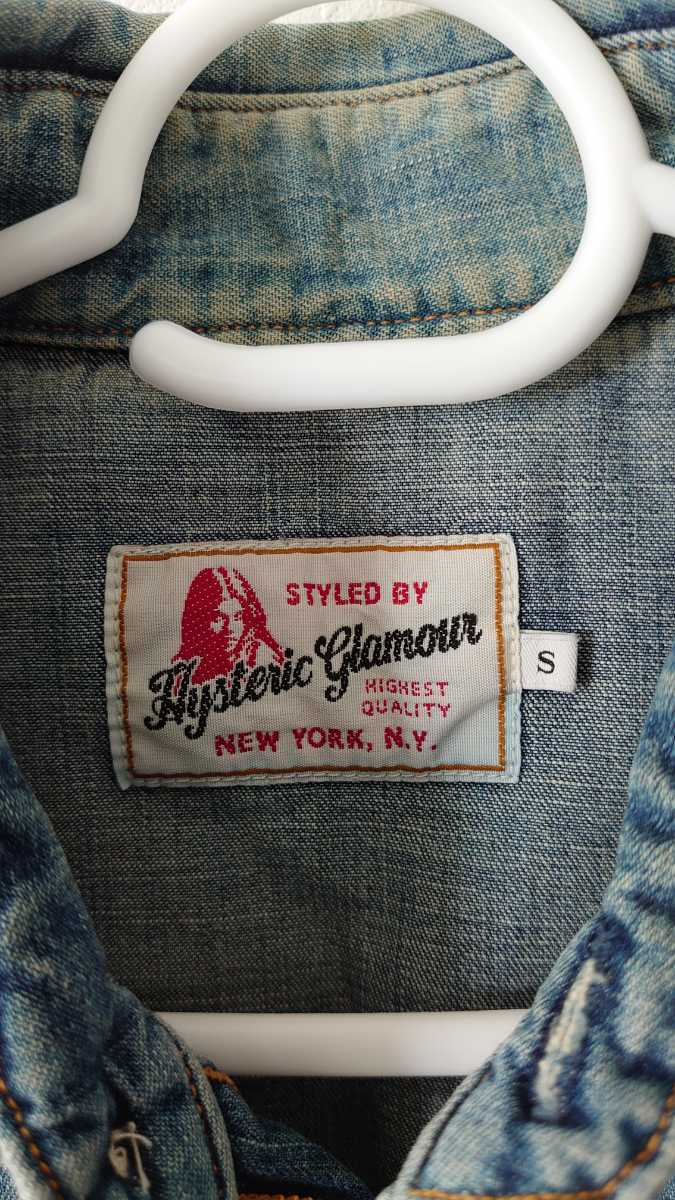 STYLED BY
Hysteric Glamour
HIGHEST
QUALITY
NEW YORK, N.Y.
S